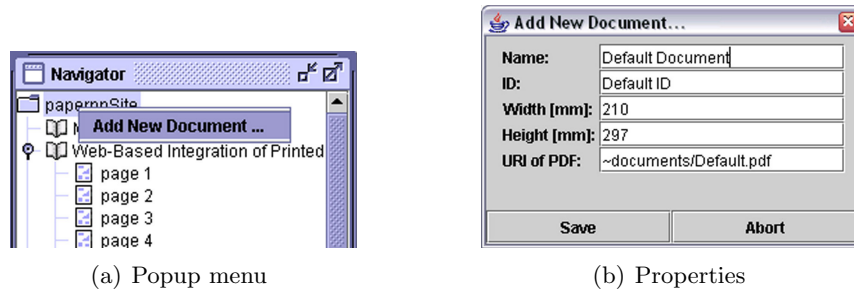 Navigator
papernpSite
Add New Document ...
Web-Based Integration of Printed
page 1
page 2
page 3
page 4
(a) Popup menu
Add New Document...
Name: Default Document
ID: Default ID
Width [mm]: 210
Height [mm]: 297
URI of PDF: ~documents/Default.pdf
Save Abort
(b) Properties